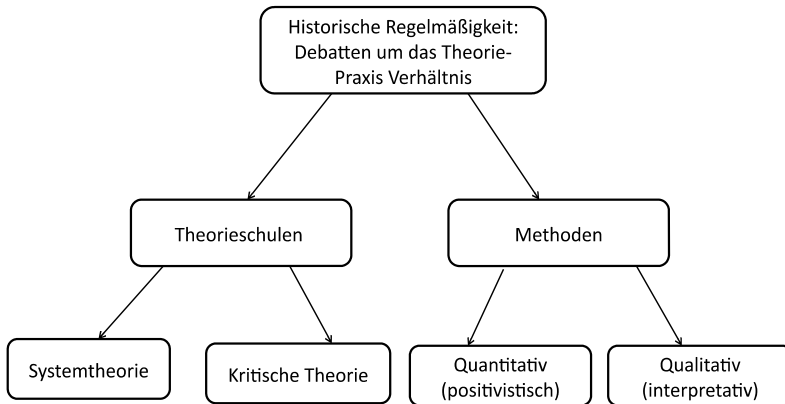 Historische Regelmäßigkeit:
Debatten um das Theorie-
Praxis Verhältnis
Theorieschulen
Methoden
Systemtheorie
Kritische Theorie
Quantitativ
(positivistisch)
Qualitativ
(interpretativ)